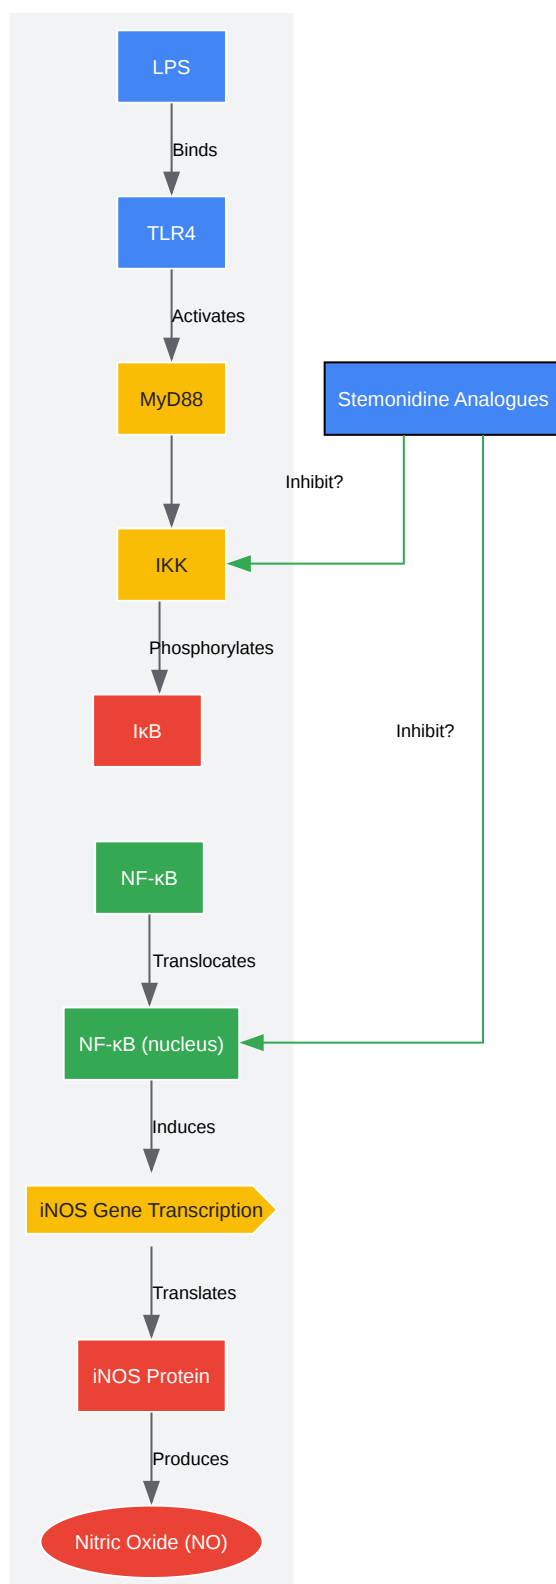 LPS
Binds
TLR4
Activates
MyD88
Stemonidine Analogues
Inhibit?
IKK
Phosphorylates
IκB
Inhibit?
NF-κB
Translocates
NF-κB (nucleus)
Induces
iNOS Gene Transcription
Translates
iNOS Protein
Produces
Nitric Oxide (NO)